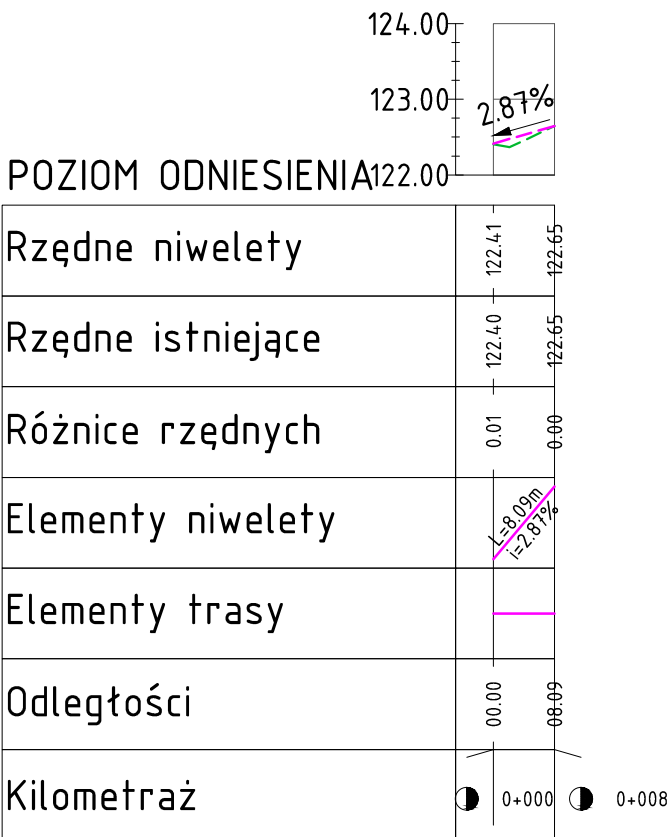 124.00
123.00
2.87%
POZIOM ODNIESIENIA 122.00
Rzędne niwelety 122.41 122.65
Rzędne istniejące 122.40 122.65
Różnice rzędnych 0.01 0.00
Elementy niwelety L=8.09m i=2.87%
Elementy trasy
Odległości 00.00 08.09
Kilometraż 0+000 0+008